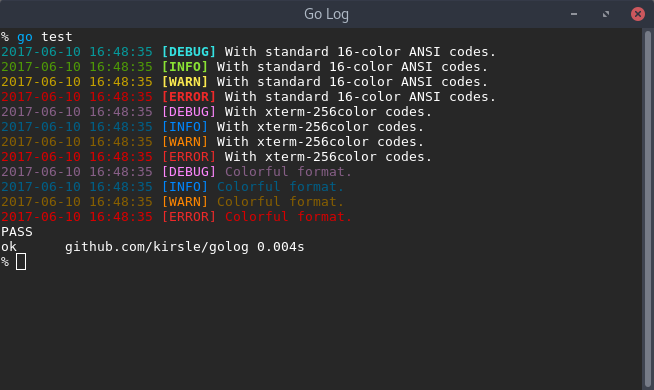 Go Log
% go test
2017-06-10 16:48:35 [DEBUG] With standard 16-color ANSI codes.
2017-06-10 16:48:35 [INFO] With standard 16-color ANSI codes.
2017-06-10 16:48:35 [WARN] With standard 16-color ANSI codes.
2017-06-10 16:48:35 [ERROR] With standard 16-color ANSI codes.
2017-06-10 16:48:35 [DEBUG] With xterm-256color codes.
2017-06-10 16:48:35 [INFO] With xterm-256color codes.
2017-06-10 16:48:35 [WARN] With xterm-256color codes.
2017-06-10 16:48:35 [ERROR] With xterm-256color codes.
2017-06-10 16:48:35 [DEBUG] Colorful format.
2017-06-10 16:48:35 [INFO] Colorful format.
2017-06-10 16:48:35 [WARN] Colorful format.
2017-06-10 16:48:35 [ERROR] Colorful format.
PASS
ok      github.com/kirsle/golog 0.004s
%